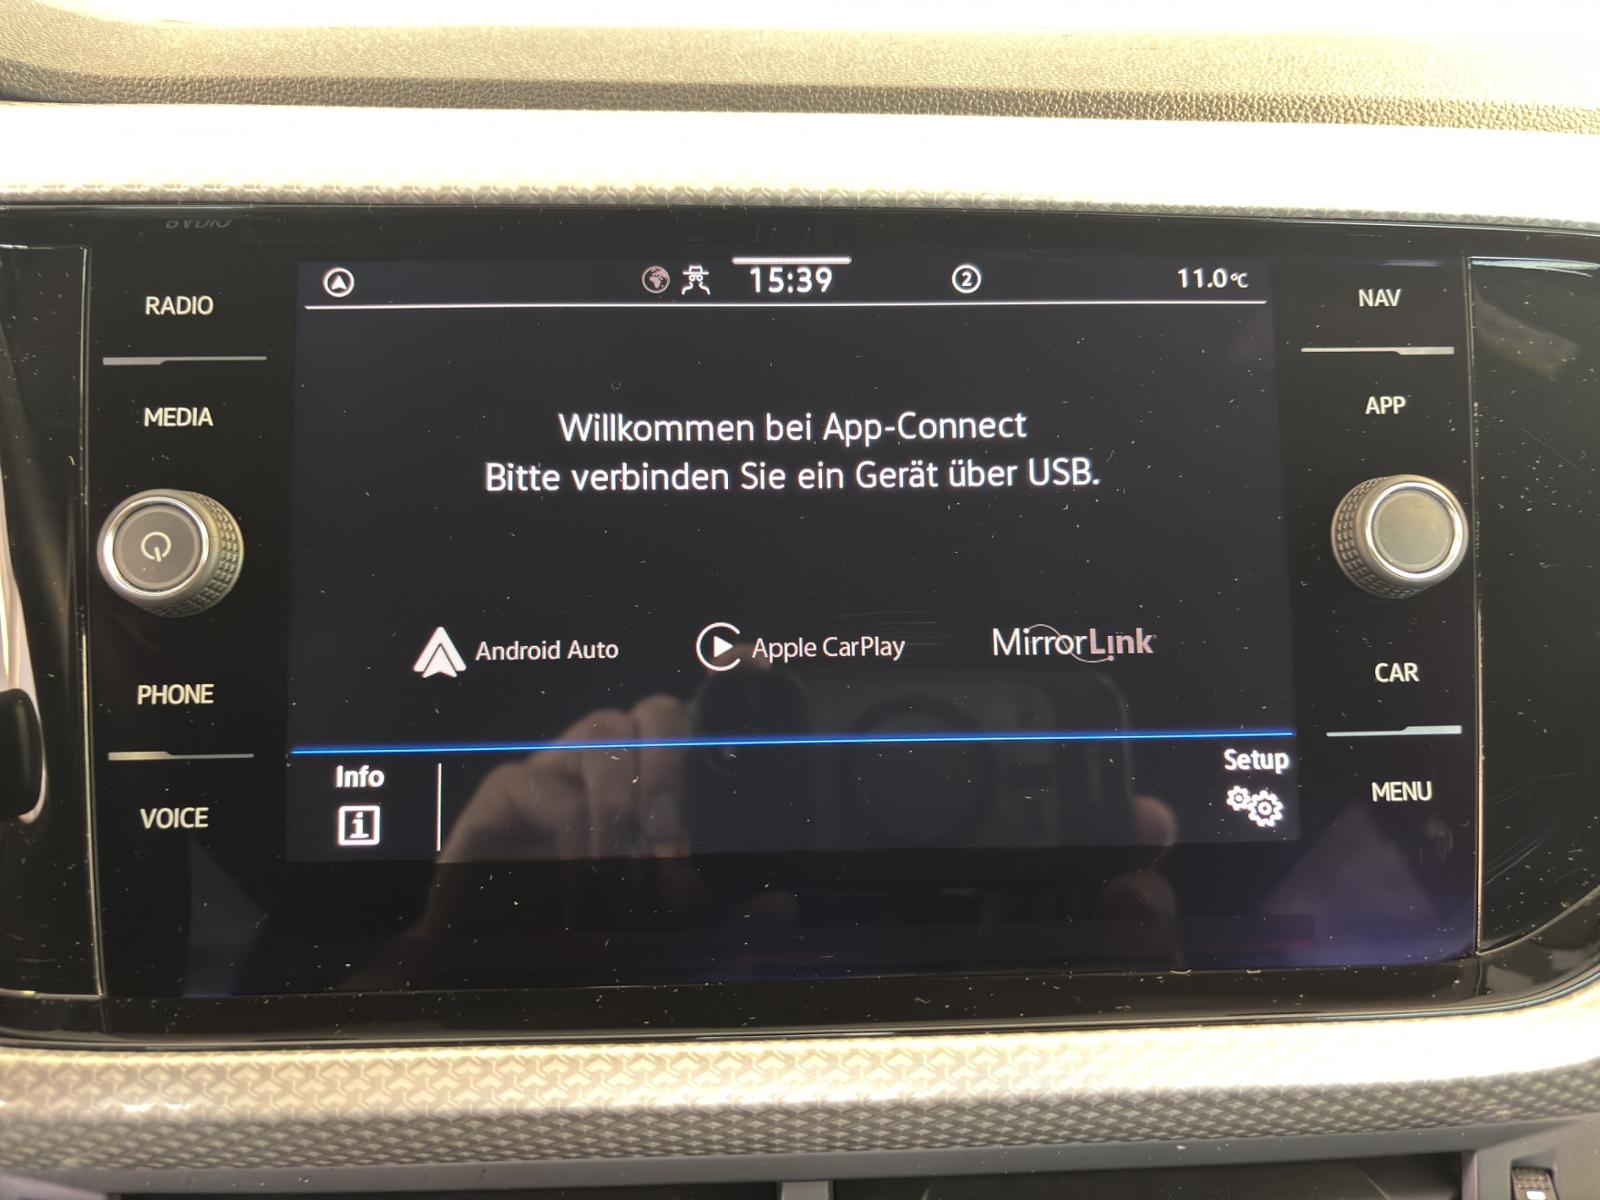 RADIO
MEDIA
PHONE
VOICE
15:39
2
11.0°C
Willkommen bei App-Connect
Bitte verbinden Sie ein Gerät über USB.
Android Auto
Apple CarPlay
MirrorLink
Info
i
Setup
NAV
APP
CAR
MENU